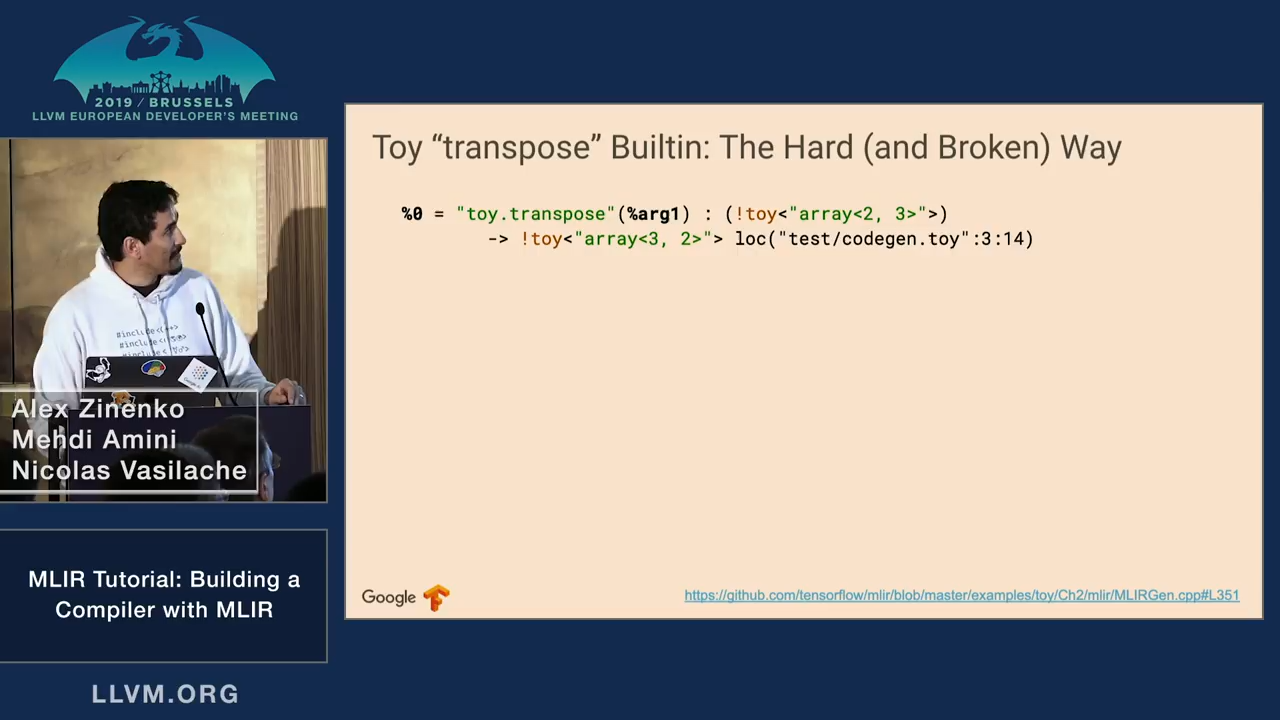 2019 / BRUSSELS
LLVM EUROPEAN DEVELOPER'S MEETING
#include <(++>
#include <(
#include <(
Alex Zinenko
Mehdi Amini
Nicolas Vasilache
MLIR Tutorial: Building a
Compiler with MLIR
LLVM.ORG
Toy “transpose” Builtin: The Hard (and Broken) Way
%0 = "toy.transpose"(%arg1) : (!toy<"array<2, 3>">)
-> !toy<"array<3, 2>"> loc("test/codegen.toy":3:14)
Google
https://github.com/tensorflow/mlir/blob/master/examples/toy/Ch2/mlir/MLIRGen.cpp#L351